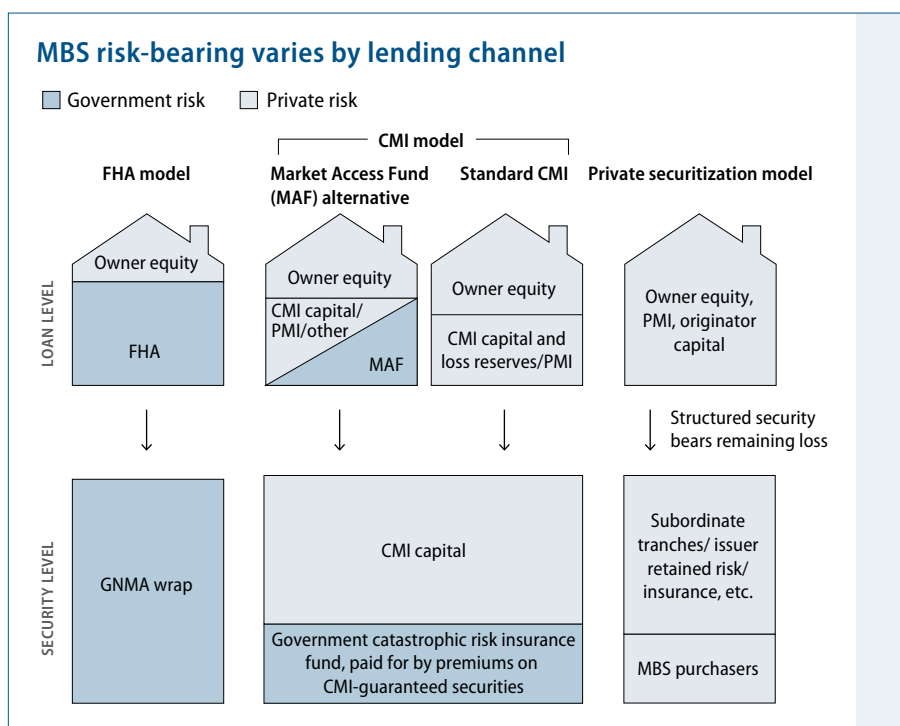 MBS risk-bearing varies by lending channel
Government risk
Private risk
CMI model
FHA model
Market Access Fund
(MAF) alternative
Standard CMI
Private securitization model
LOAN LEVEL
Owner equity
FHA
Owner equity
CMI capital/
PMI/other
MAF
Owner equity
CMI capital and
loss reserves/PMI
Owner equity,
PMI, originator
capital
Structured security
bears remaining loss
SECURITY LEVEL
GNMA wrap
CMI capital
Government catastrophic risk insurance
fund, paid for by premiums on
CMI-guaranteed securities
Subordinate
tranches/ issuer
retained risk/
insurance, etc.
MBS purchasers